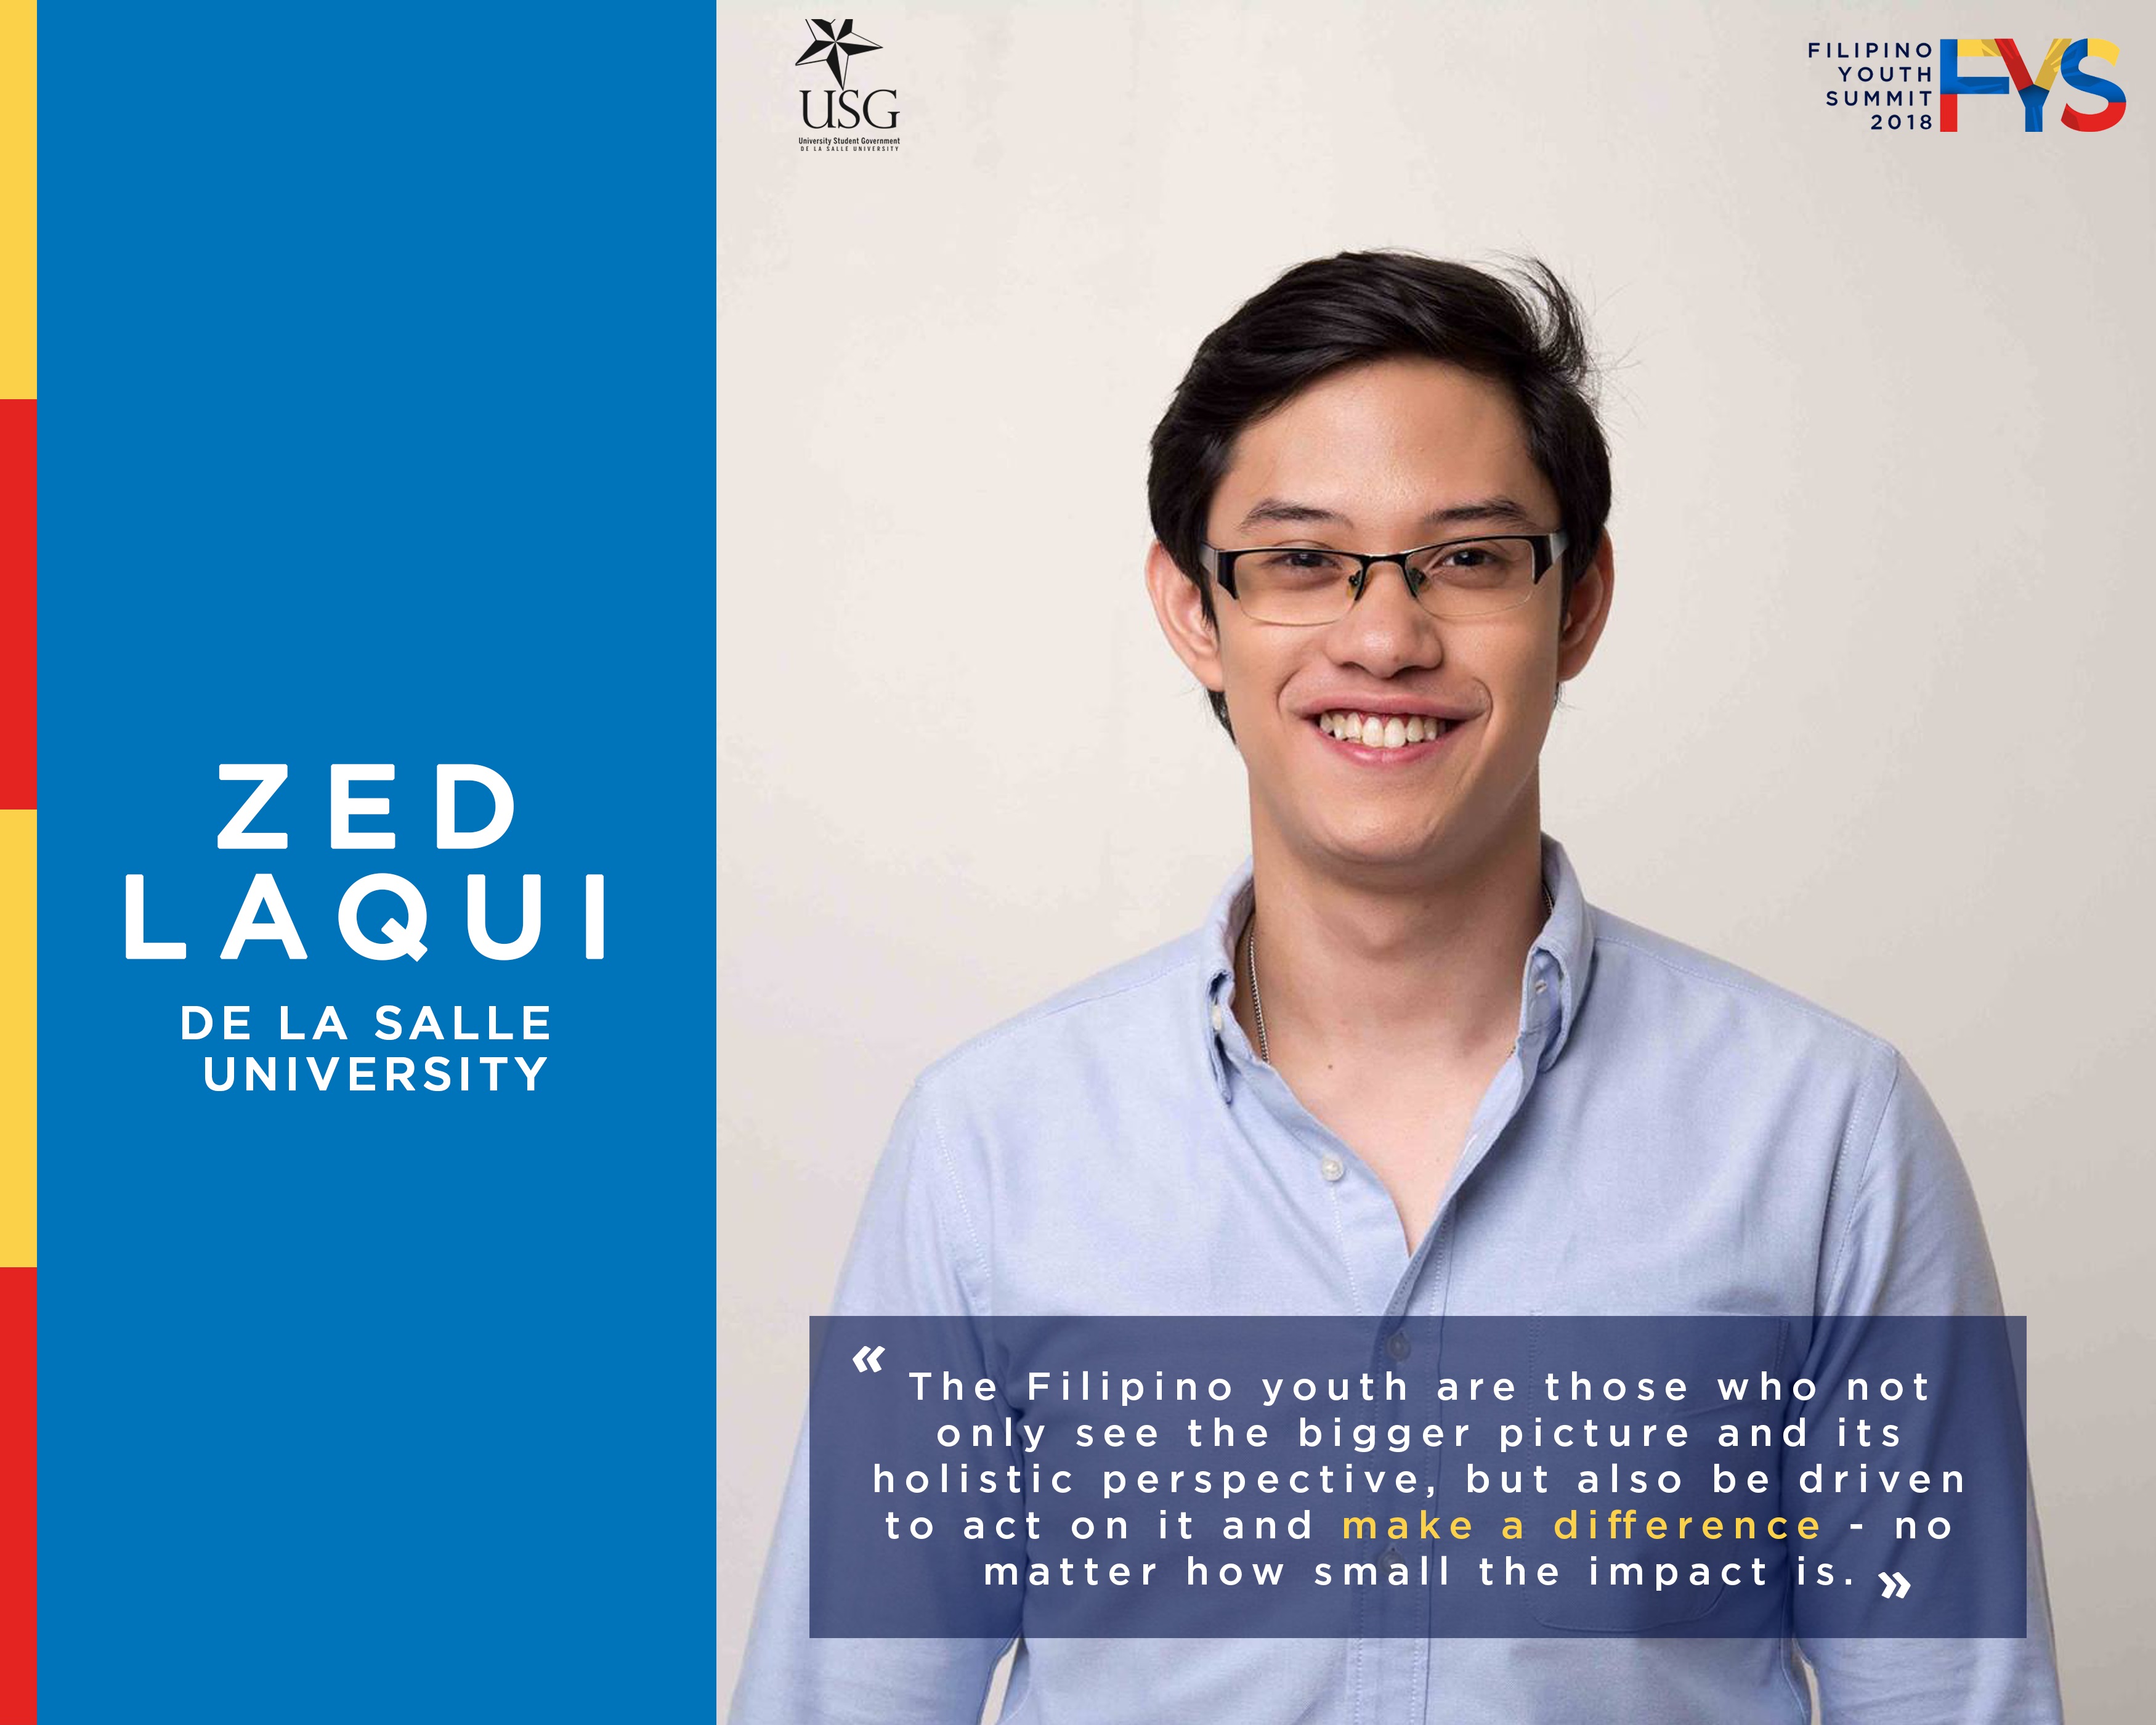 USG
University Student Government
DE LA SALLE UNIVERSITY
FILIPINO
YOUTH
SUMMIT
2018
FYS
ZED
LAQUI
DE LA SALLE
UNIVERSITY
« The Filipino youth are those who not
only see the bigger picture and its
holistic perspective, but also be driven
to act on it and make a difference - no
matter how small the impact is. »